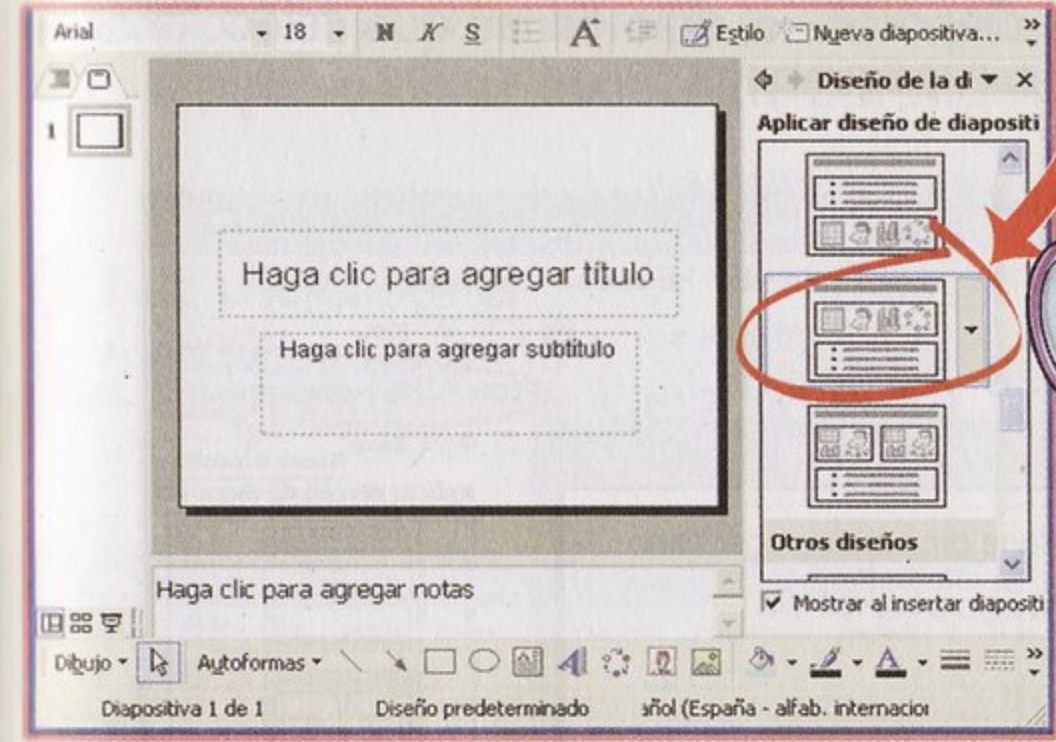 Arial 18 N K S A Estilo Nueva diapositiva...
Diseño de la di
1
Aplicar diseño de diapositi
Haga clic para agregar título
Haga clic para agregar subtítulo
Otros diseños
Haga clic para agregar notas
Mostrar al insertar diapositi
Dibujo Autoformas A A
Diapositiva 1 de 1 Diseño predeterminado añol (España - alfab. internacion